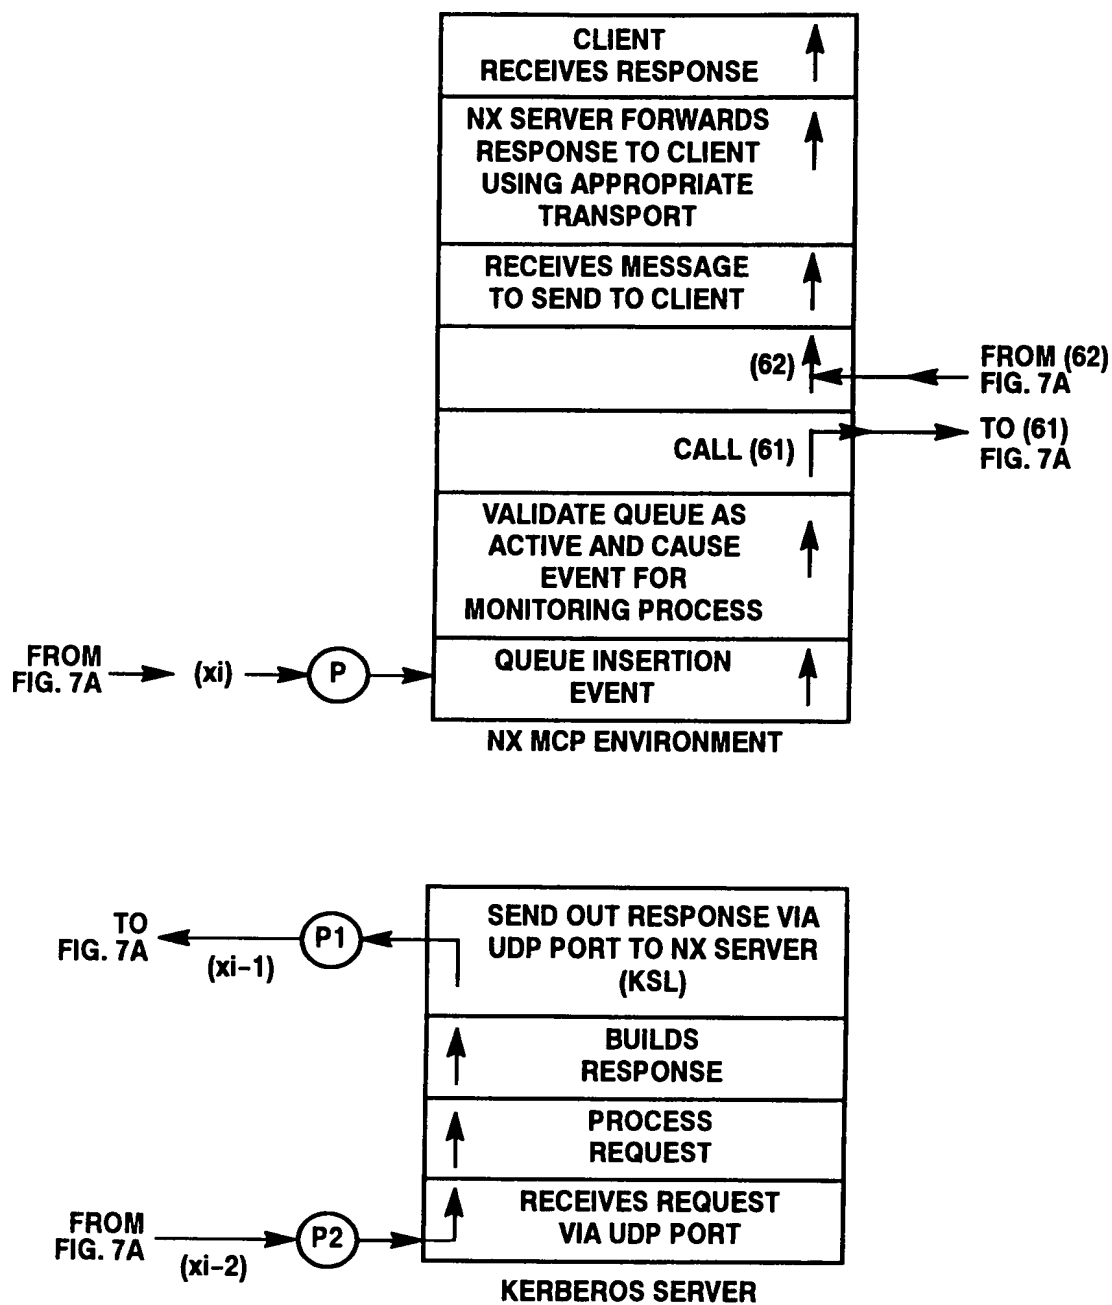 CLIENT
RECEIVES RESPONSE
NX SERVER FORWARDS
RESPONSE TO CLIENT
USING APPROPRIATE
TRANSPORT
RECEIVES MESSAGE
TO SEND TO CLIENT
(62)
FROM (62)
FIG. 7A
CALL (61)
TO (61)
FIG. 7A
VALIDATE QUEUE AS
ACTIVE AND CAUSE
EVENT FOR
MONITORING PROCESS
FROM
FIG. 7A
(xi)
P
QUEUE INSERTION
EVENT
NX MCP ENVIRONMENT
TO
FIG. 7A
(xi-1)
P1
SEND OUT RESPONSE VIA
UDP PORT TO NX SERVER
(KSL)
BUILDS
RESPONSE
PROCESS
REQUEST
FROM
FIG. 7A
(xi-2)
P2
RECEIVES REQUEST
VIA UDP PORT
KERBEROS SERVER